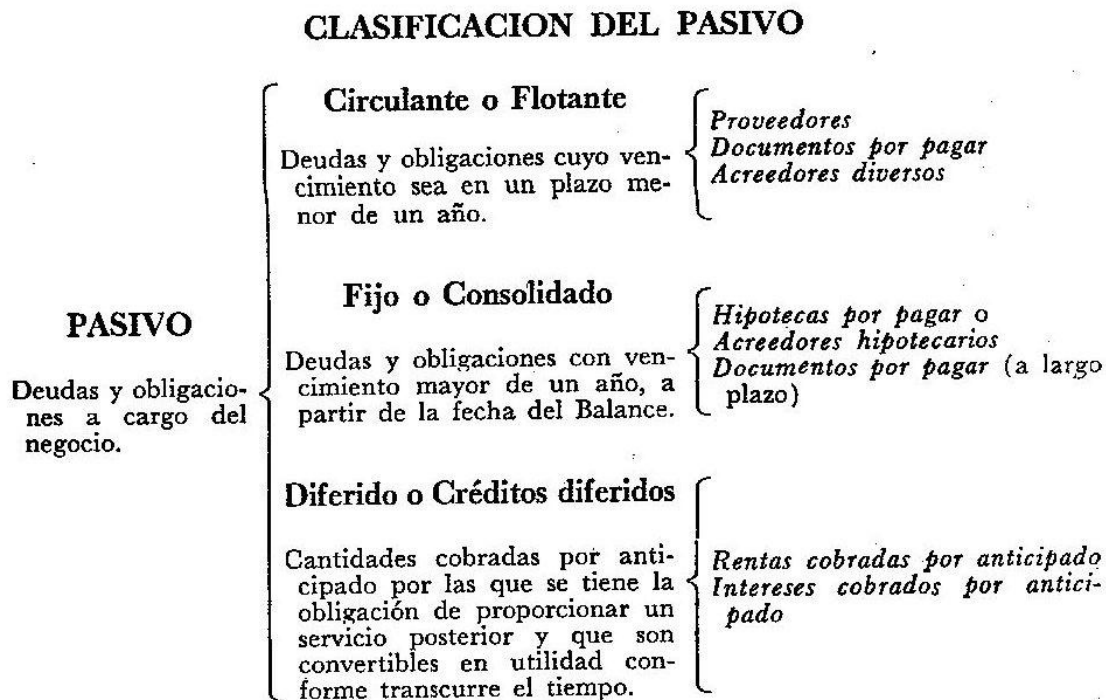 CLASIFICACION DEL PASIVO
PASIVO
Deudas y obligacio-
nes a cargo del
negocio.
Circulante o Flotante
Deudas y obligaciones cuyo ven-
cimiento sea en un plazo me-
nor de un año.
Proveedores
Documentos por pagar
Acreedores diversos
Fijo o Consolidado
Deudas y obligaciones con ven-
cimiento mayor de un año, a
partir de la fecha del Balance.
Hipotecas por pagar o
Acreedores hipotecarios
Documentos por pagar (a largo
plazo)
Diferido o Créditos diferidos
Cantidades cobradas por anti-
cipado por las que se tiene la
obligación de proporcionar un
servicio posterior y que son
convertibles en utilidad con-
forme transcurre el tiempo.
Rentas cobradas por anticipado
Intereses cobrados por antici-
pado